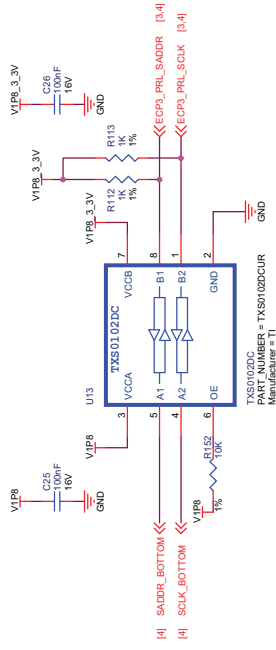 V1P8
C25
100nF
16V
GND
V1P8_3_3V
C26
100nF
16V
GND
V1P8_3_3V
R113
1K
1%
R112
1K
1%
V1P8
V1P8_3_3V
U13
TXS0102DC
3
VCCA
VCCB
7
[4]
SADDR_BOTTOM
5
A1
B1
8
ECP3_PRL_SADDR
[3,4]
[4]
SCLK_BOTTOM
4
A2
B2
1
ECP3_PRL_SCLK
[3,4]
V1P8
R152
10K
1%
6
OE
GND
2
GND
TXS0102DC
PART_NUMBER = TXS0102DCUR
Manufacturer = TI